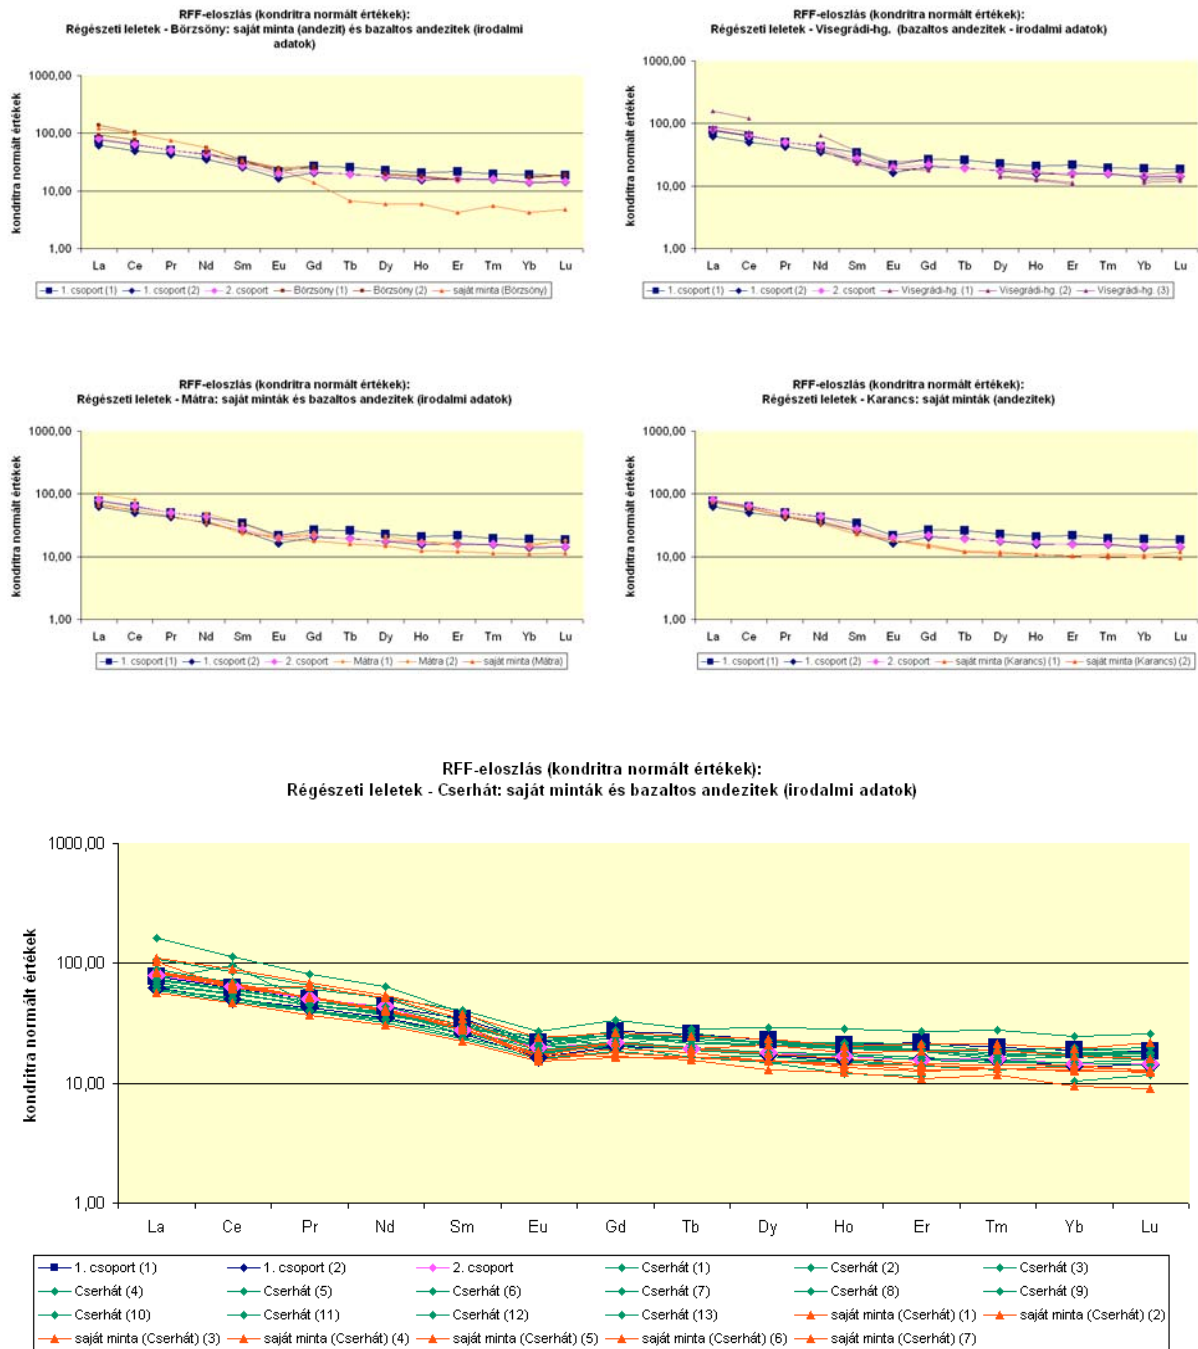 RFF-eloszlás (kondritra normált értékek):
Régészeti leletek - Börzsöny: saját minta (andezit) és bazaltos andezitek (irodalmi
adatok)
kondritra normált értékek
1000,00
100,00
10,00
1,00
La Ce Pr Nd Sm Eu Gd Tb Dy Ho Er Tm Yb Lu
1. csoport (1) 1. csoport (2) 2. csoport Börzsöny (1) Börzsöny (2) saját minta (Börzsöny)
RFF-eloszlás (kondritra normált értékek):
Régészeti leletek - Visegrádi-hg. (bazaltos andezitek - irodalmi adatok)
kondritra normált értékek
1000,00
100,00
10,00
1,00
La Ce Pr Nd Sm Eu Gd Tb Dy Ho Er Tm Yb Lu
1. csoport (1) 1. csoport (2) 2. csoport Visegrádi-hg. (1) Visegrádi-hg. (2) Visegrádi-hg. (3)
RFF-eloszlás (kondritra normált értékek):
Régészeti leletek - Mátra: saját minták és bazaltos andezitek (irodalmi adatok)
kondritra normált értékek
1000,00
100,00
10,00
1,00
La Ce Pr Nd Sm Eu Gd Tb Dy Ho Er Tm Yb Lu
1. csoport (1) 1. csoport (2) 2. csoport Mátra (1) Mátra (2) saját minta (Mátra)
RFF-eloszlás (kondritra normált értékek):
Régészeti leletek - Karancs: saját minták (andezitek)
kondritra normált értékek
1000,00
100,00
10,00
1,00
La Ce Pr Nd Sm Eu Gd Tb Dy Ho Er Tm Yb Lu
1. csoport (1) 1. csoport (2) 2. csoport saját minta (Karancs) (1) saját minta (Karancs) (2)
RFF-eloszlás (kondritra normált értékek):
Régészeti leletek - Cserhát: saját minták és bazaltos andezitek (irodalmi adatok)
kondritra normált értékek
1000,00
100,00
10,00
1,00
La Ce Pr Nd Sm Eu Gd Tb Dy Ho Er Tm Yb Lu
1. csoport (1) 1. csoport (2) 2. csoport Cserhát (1) Cserhát (2) Cserhát (3)
Cserhát (4) Cserhát (5) Cserhát (6) Cserhát (7) Cserhát (8) Cserhát (9)
Cserhát (10) Cserhát (11) Cserhát (12) Cserhát (13) saját minta (Cserhát) (1) saját minta (Cserhát) (2)
saját minta (Cserhát) (3) saját minta (Cserhát) (4) saját minta (Cserhát) (5) saját minta (Cserhát) (6) saját minta (Cserhát) (7)